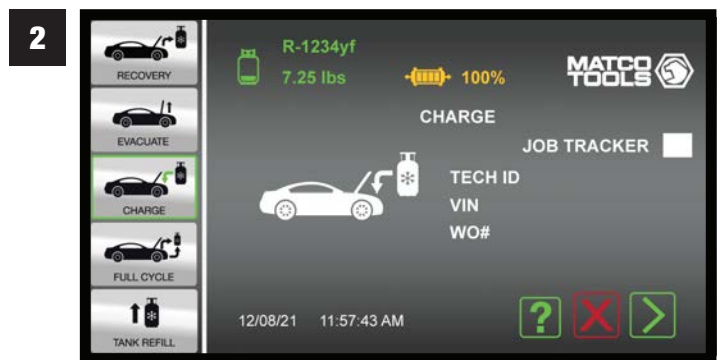 2
RECOVERY
EVACUATE
CHARGE
FULL CYCLE
TANK REFILL
R-1234yf
7.25 lbs
100%
MATCO
TOOLS
CHARGE
JOB TRACKER
TECH ID
VIN
WO#
12/08/21 11:57:43 AM
?